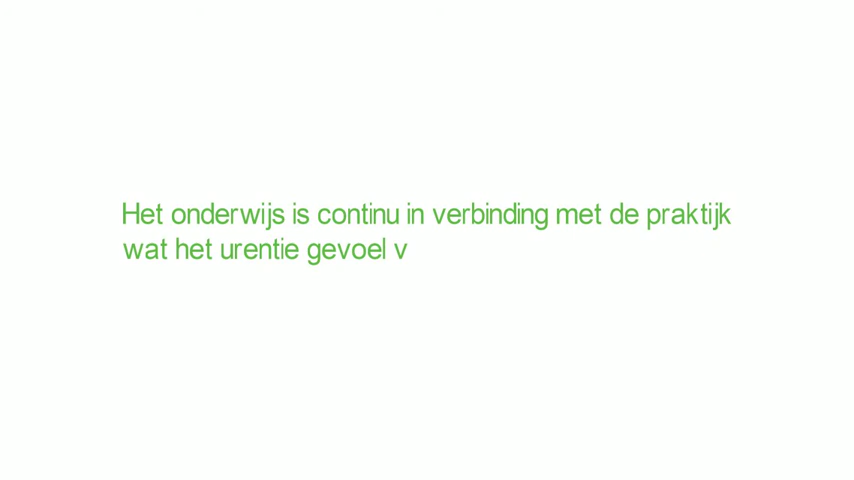 Het onderwijs is continu in verbinding met de praktijk
wat het urentie gevoel v